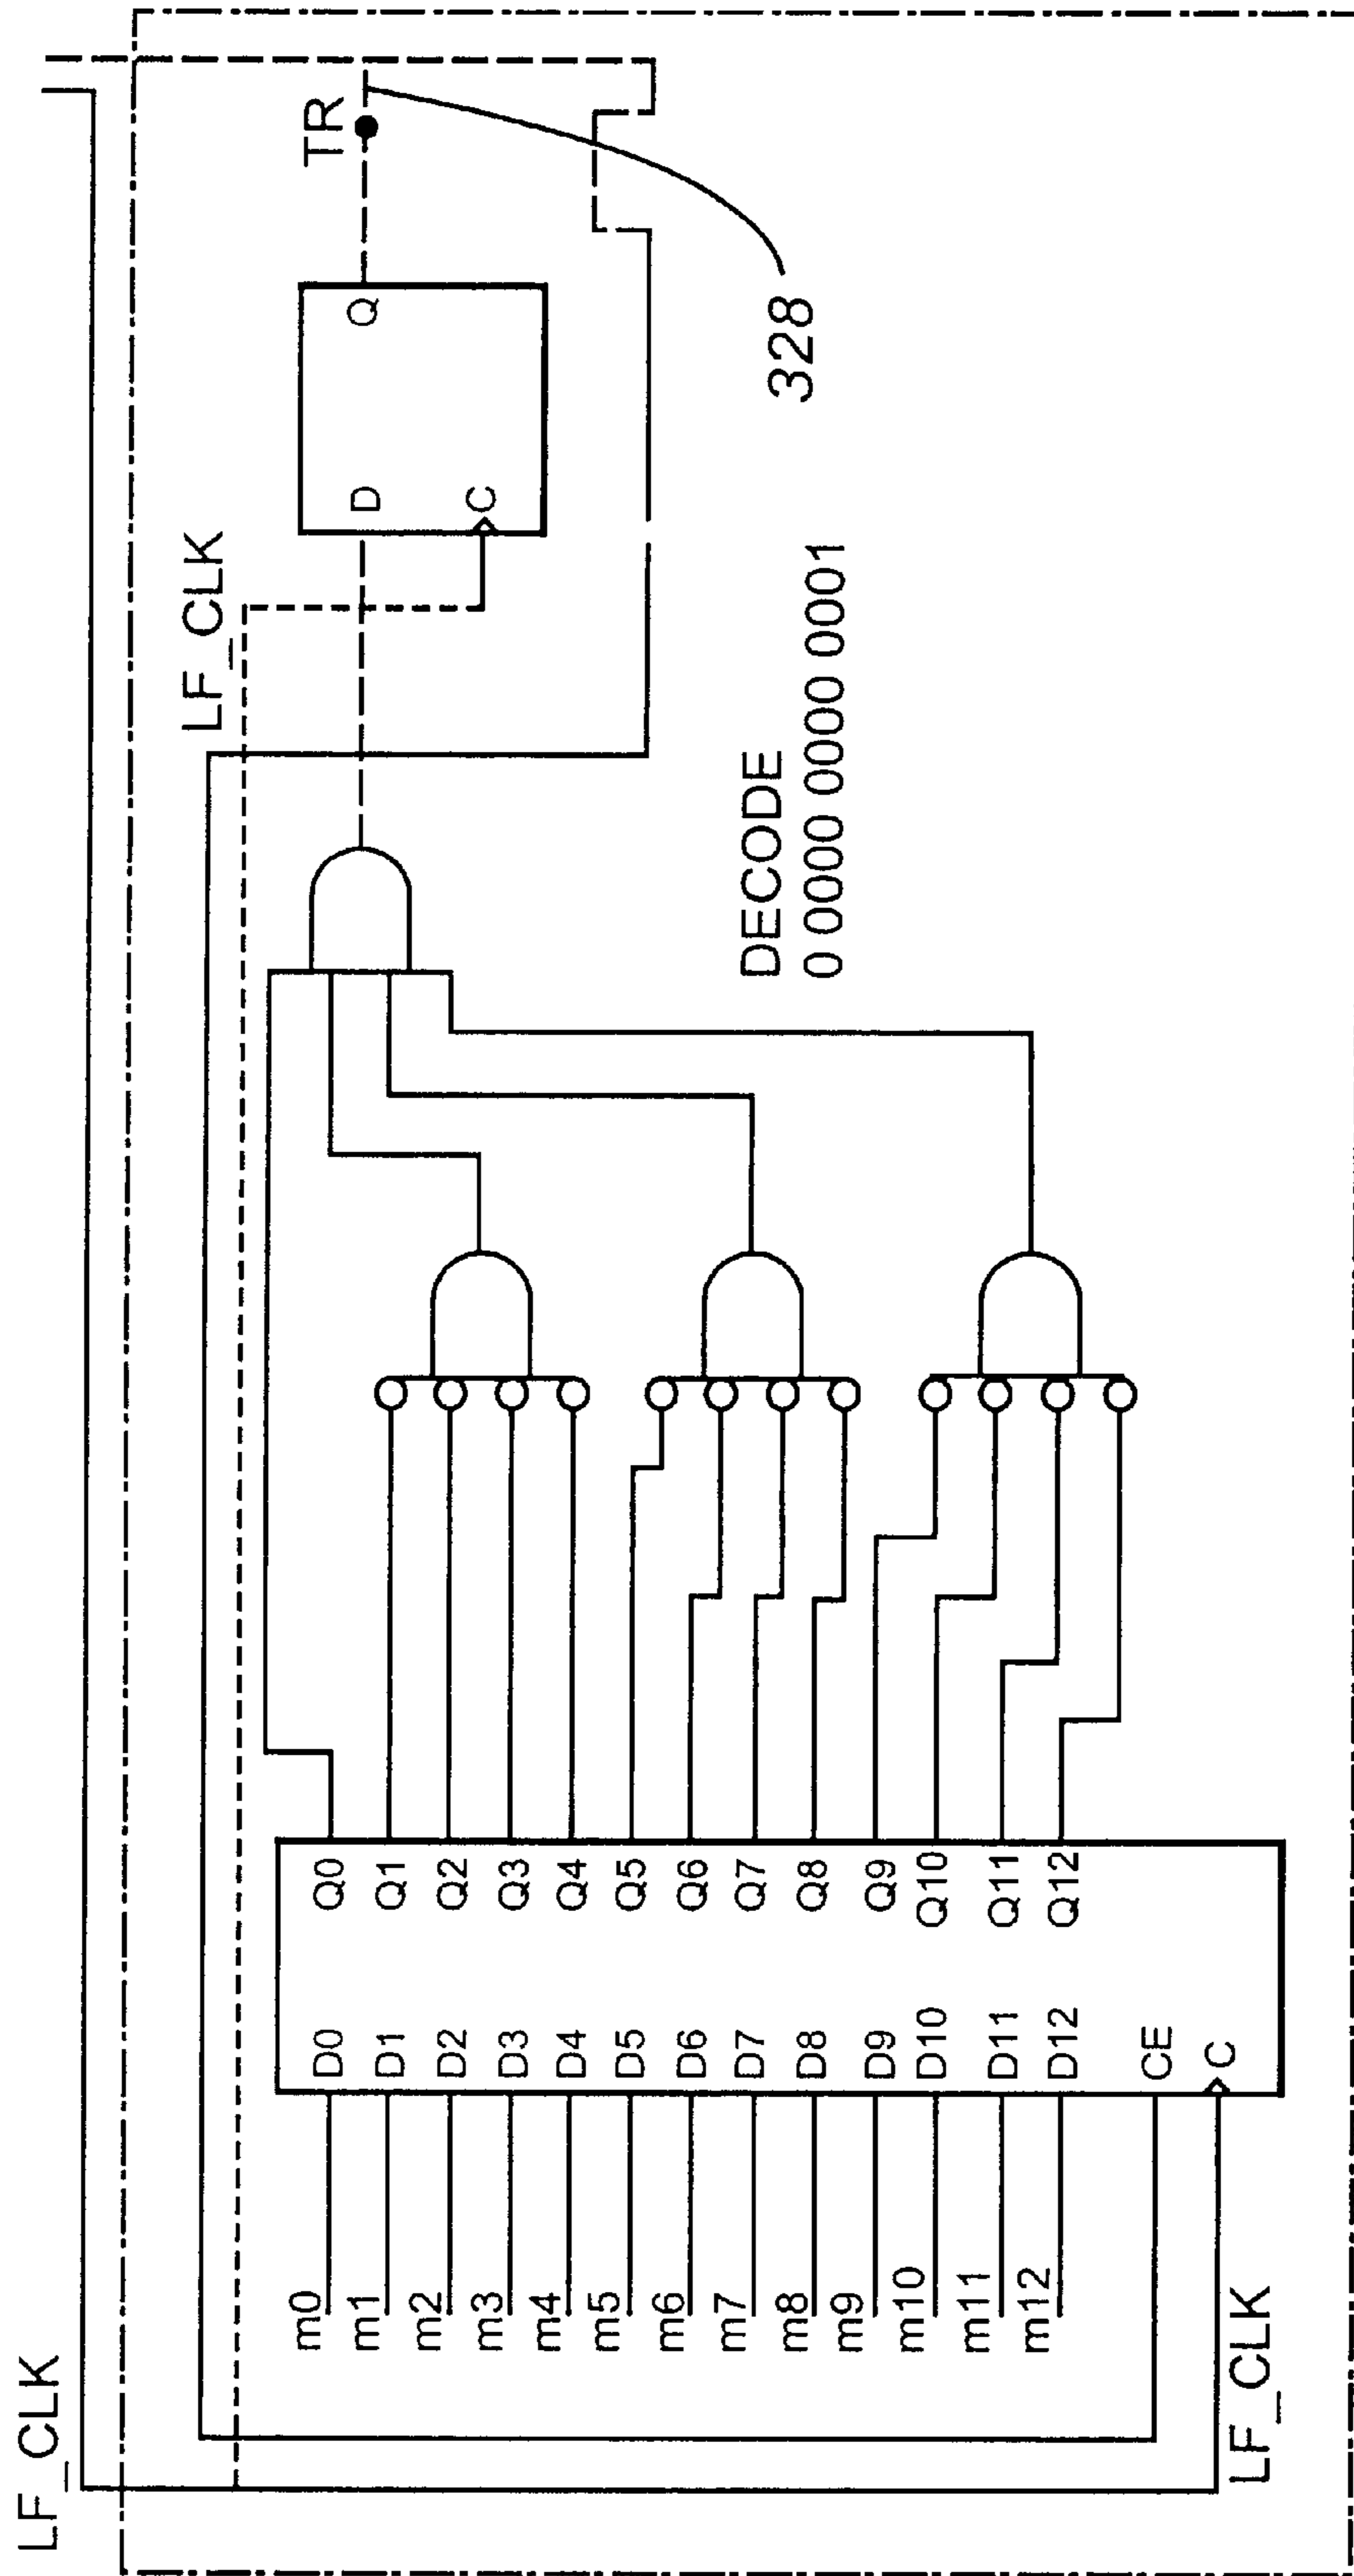 LF_CLK
m0
m1
m2
m3
m4
m5
m6
m7
m8
m9
m10
m11
m12
LF_CLK
D0
D1
D2
D3
D4
D5
D6
D7
D8
D9
D10
D11
D12
CE
C
Q0
Q1
Q2
Q3
Q4
Q5
Q6
Q7
Q8
Q9
Q10
Q11
Q12
DECODE
0 0000 0000 0001
LF_CLK
D
C
Q
TR
328